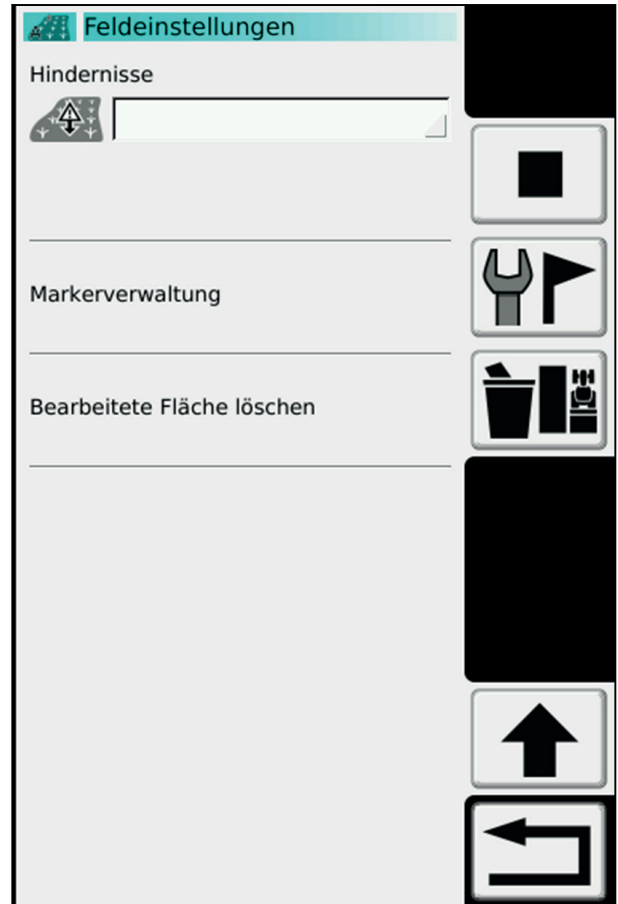 Feldeinstellungen
Hindernisse
Markerverwaltung
Bearbeitete Fläche löschen